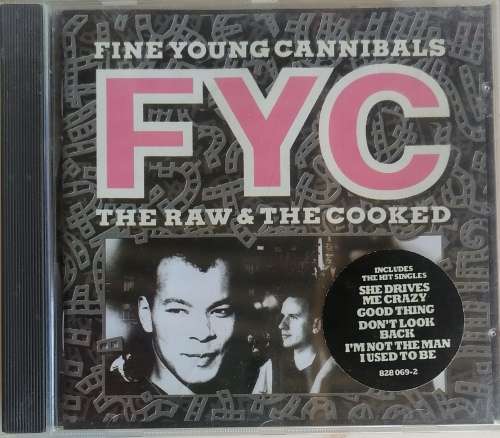 FINE YOUNG CANNIBALS
FYC
THE RAW & THE COOKED
INCLUDES
THE HIT SINGLES
SHE DRIVES
ME CRAZY
GOOD THING
DON'T LOOK
BACK
I'M NOT THE MAN
I USED TO BE
828 069-2